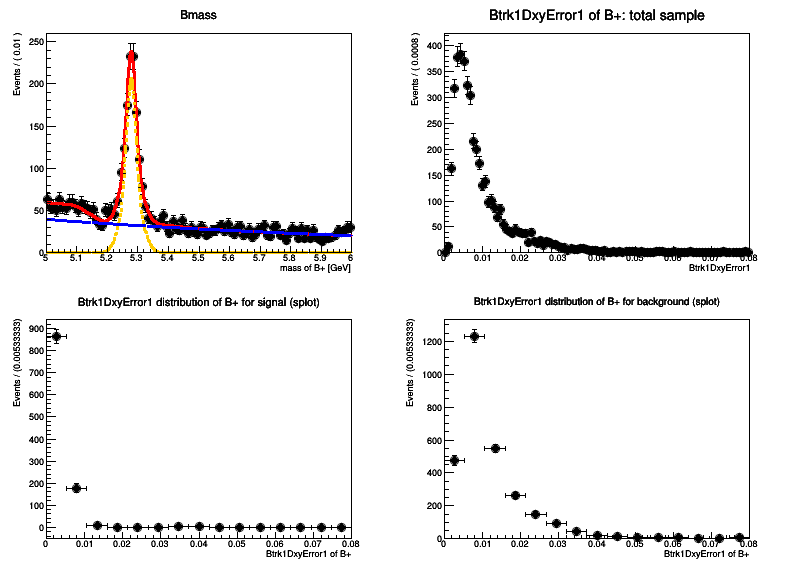 Bmass
Events / ( 0.01 )
250
200
150
100
50
0
5 5.1 5.2 5.3 5.4 5.5 5.6 5.7 5.8 5.9 6
mass of B+ [GeV]
Btrk1DxyError1 of B+: total sample
Events / ( 0.0008 )
400
350
300
250
200
150
100
50
0
0 0.01 0.02 0.03 0.04 0.05 0.06 0.07 0.08
Btrk1DxyError1
Btrk1DxyError1 distribution of B+ for signal (splot)
Events / (0.00533333)
900
800
700
600
500
400
300
200
100
0
0 0.01 0.02 0.03 0.04 0.05 0.06 0.07 0.08
Btrk1DxyError1 of B+
Btrk1DxyError1 distribution of B+ for background (splot)
Events / (0.00533333)
1200
1000
800
600
400
200
0
0 0.01 0.02 0.03 0.04 0.05 0.06 0.07 0.08
Btrk1DxyError1 of B+